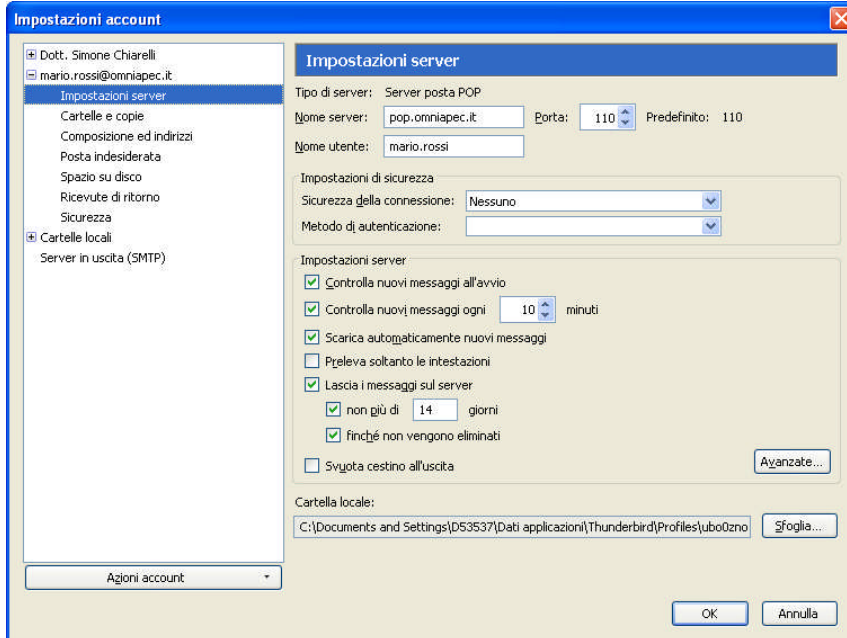 Impostazioni account
Dott. Simone Chiarelli
mario.rossi@omniapec.it
Impostazioni server
Cartelle e copie
Composizione ed indirizzi
Posta indesiderata
Spazio su disco
Ricevute di ritorno
Sicurezza
Cartelle locali
Server in uscita (SMTP)
Azioni account
Impostazioni server
Tipo di server: Server posta POP
Nome server: pop.omniapec.it Porta: 110 Predefinito: 110
Nome utente: mario.rossi
Impostazioni di sicurezza
Sicurezza della connessione: Nessuno
Metodo di autenticazione:
Impostazioni server
Controlla nuovi messaggi all'avvio
Controlla nuovi messaggi ogni 10 minuti
Scarica automaticamente nuovi messaggi
Preleva soltanto le intestazioni
Lascia i messaggi sul server
non più di 14 giorni
finché non vengono eliminati
Svuota cestino all'uscita
Avanzate...
Cartella locale:
C:\Documents and Settings\D53537\Dati applicazioni\Thunderbird\Profiles\ubo0zno
Sfoglia...
OK Annulla